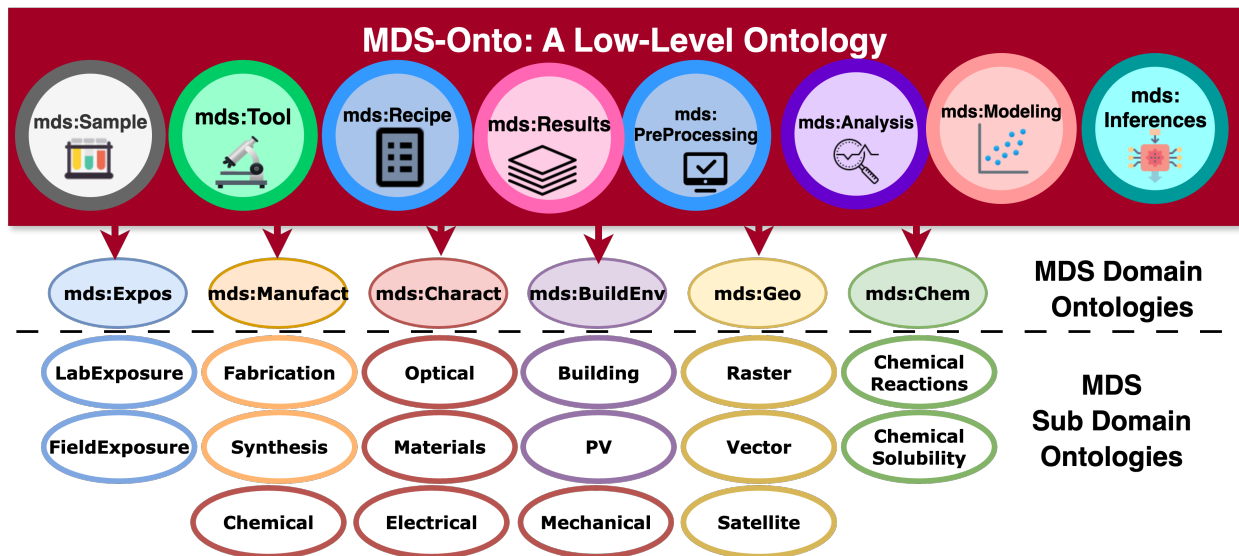 MDS-Onto: A Low-Level Ontology
mds:Sample
mds:Tool
mds:Recipe
mds:Results
mds:
PreProcessing
mds:Analysis
mds:Modeling
mds:
Inferences
mds:Expos
mds:Manufact
mds:Charact
mds:BuildEnv
mds:Geo
mds:Chem
MDS Domain
Ontologies
LabExposure
Fabrication
Optical
Building
Raster
Chemical
Reactions
FieldExposure
Synthesis
Materials
PV
Vector
Chemical
Solubility
MDS
Sub Domain
Ontologies
Chemical
Electrical
Mechanical
Satellite